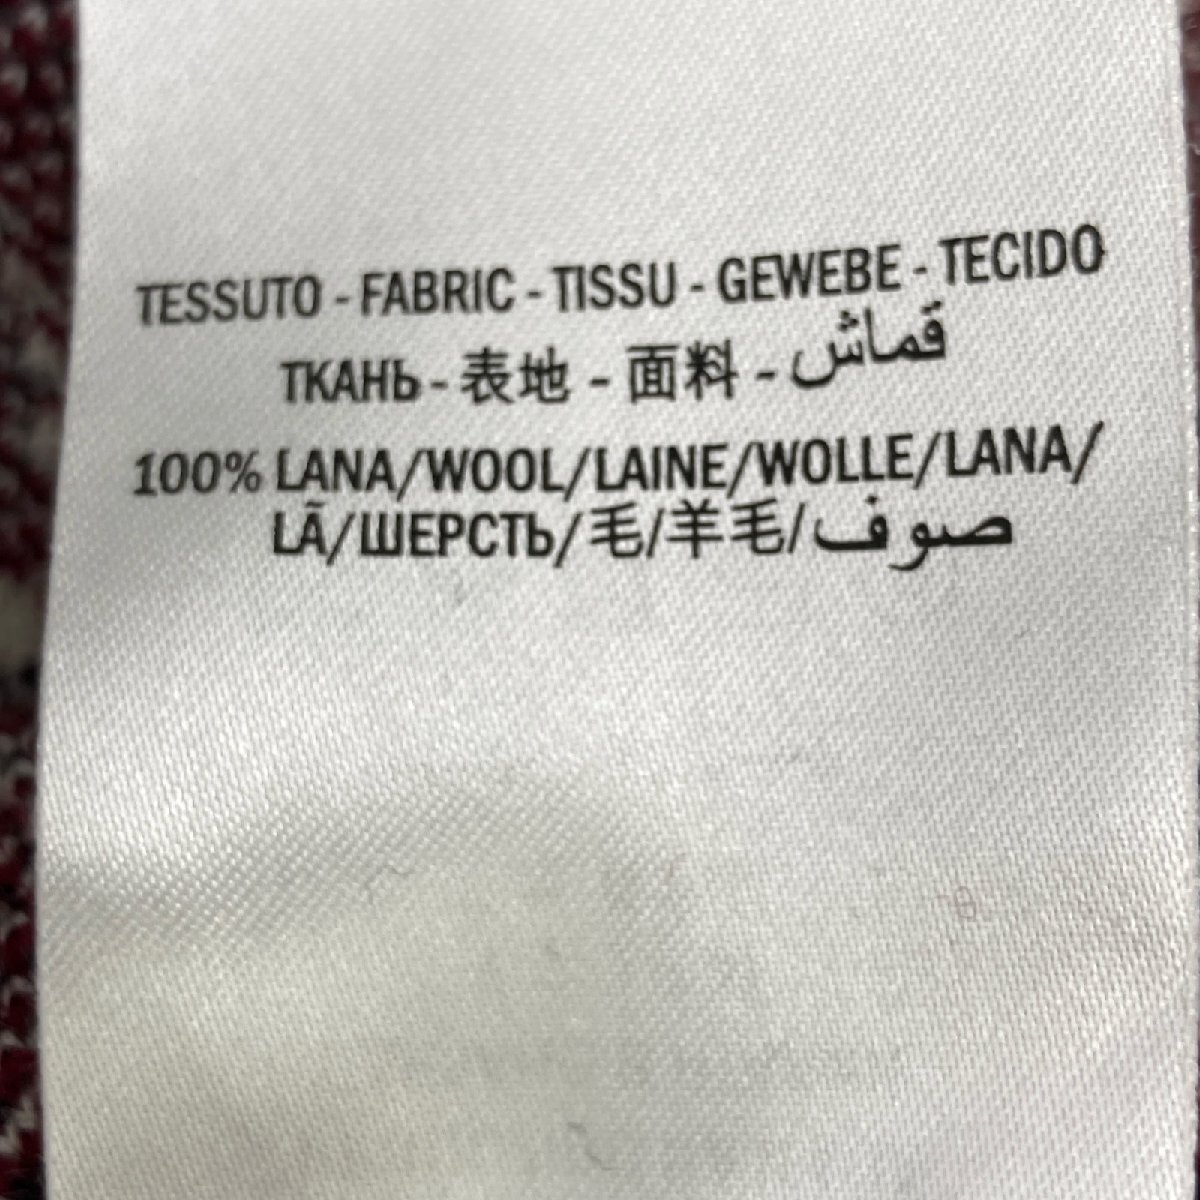 TESSUTO - FABRIC - TISSU - GEWEBE - TECIDO
ТКАНЬ - 表地 - 面料 - قماش
100% LANA/WOOL/LAINE/WOLLE/LANA/
LÃ/ШЕРСТЬ/毛/羊毛/صوف